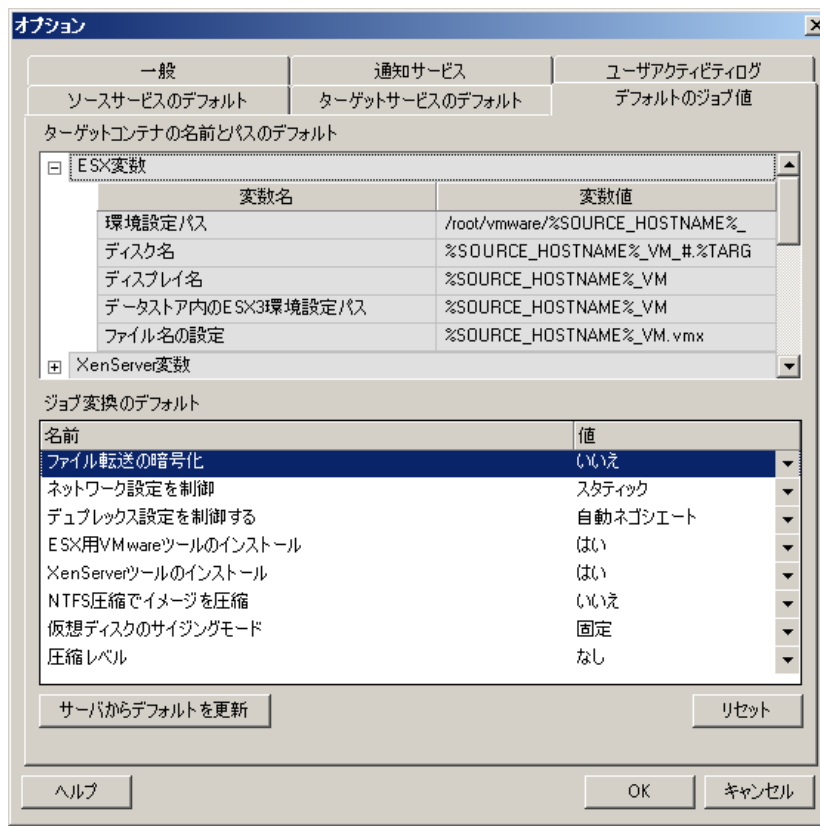 オプション
一般 通知サービス ユーザアクティビティログ
ソースサービスのデフォルト ターゲットサービスのデフォルト デフォルトのジョブ値
ターゲットコンテナの名前とパスのデフォルト
ESX変数
変数名 変数値
環境設定パス /root/vmware/%SOURCE_HOSTNAME%_
ディスク名 %SOURCE_HOSTNAME%_VM_#.%TARG
ディスプレイ名 %SOURCE_HOSTNAME%_VM
データストア内のESX3環境設定パス %SOURCE_HOSTNAME%_VM
ファイル名の設定 %SOURCE_HOSTNAME%_VM.vmx
XenServer変数
ジョブ変換のデフォルト
名前 値
ファイル転送の暗号化 いいえ
ネットワーク設定を制御 スタティック
デュプレックス設定を制御する 自動ネゴシエート
ESX用VMwareツールのインストール はい
XenServerツールのインストール はい
NTFS圧縮でイメージを圧縮 いいえ
仮想ディスクのサイジングモード 固定
圧縮レベル なし
サーバからデフォルトを更新 リセット
ヘルプ OK キャンセル